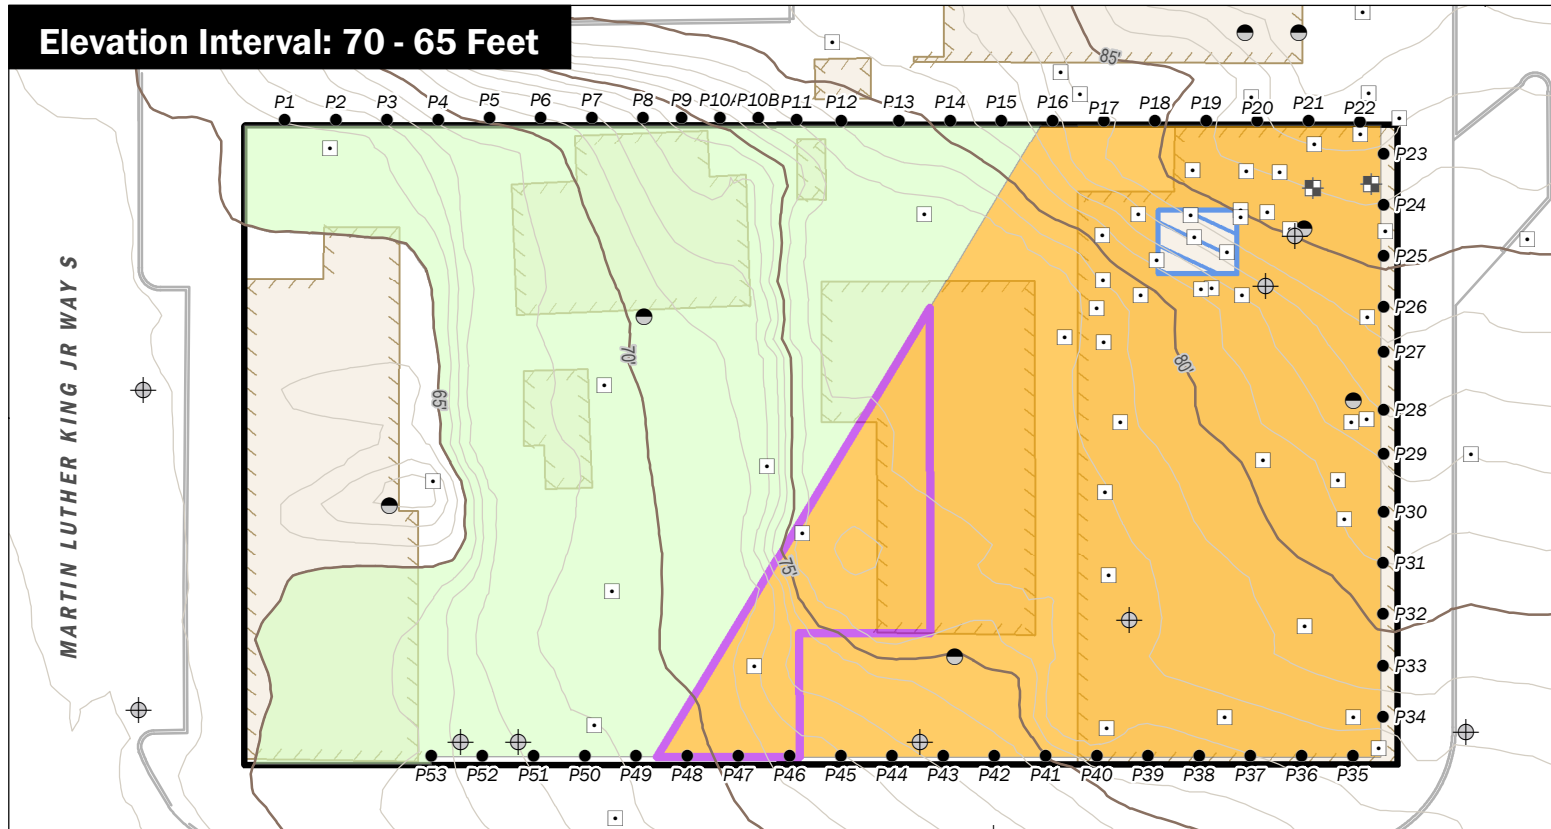 Elevation Interval: 70 - 65 Feet
85'
P1 P2 P3 P4 P5 P6 P7 P8 P9 P10A P10B P11 P12 P13 P14 P15 P16 P17 P18 P19 P20 P21 P22
P23
P24
P25
P26
P27
P28
P29
P30
P31
P32
P33
P34
70'
65'
80'
75'
MARTIN LUTHER KING JR WAY S
P53 P52 P51 P50 P49 P48 P47 P46 P45 P44 P43 P42 P41 P40 P39 P38 P37 P36 P35